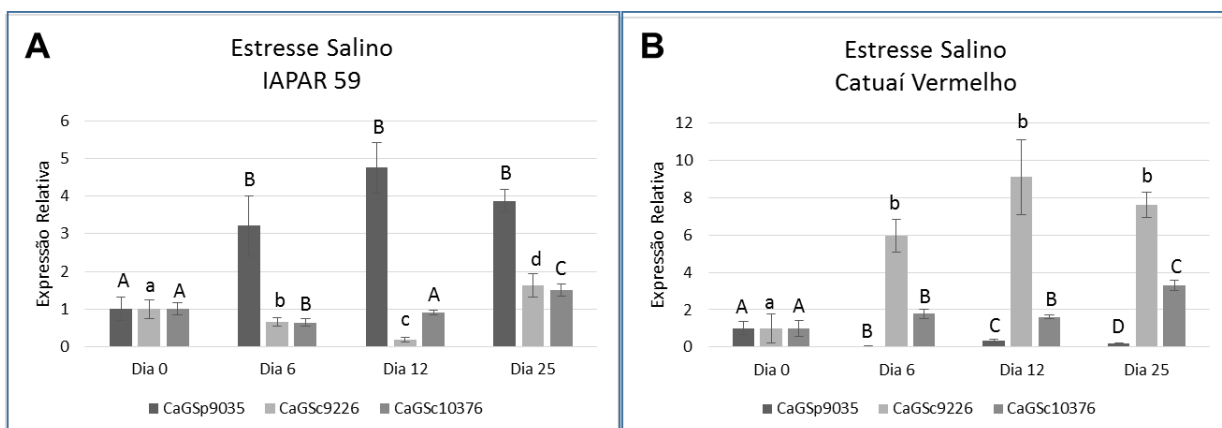 A
Estresse Salino
IAPAR 59
Expressão Relativa
6
5
4
3
2
1
0
A a A
B b B
B c A
B d C
Dia 0 Dia 6 Dia 12 Dia 25
CaGSp9035 CaGSc9226 CaGSc10376
B
Estresse Salino
Catuaí Vermelho
Expressão Relativa
12
10
8
6
4
2
0
A a A
B b B
C b B
D b C
Dia 0 Dia 6 Dia 12 Dia 25
CaGSp9035 CaGSc9226 CaGSc10376